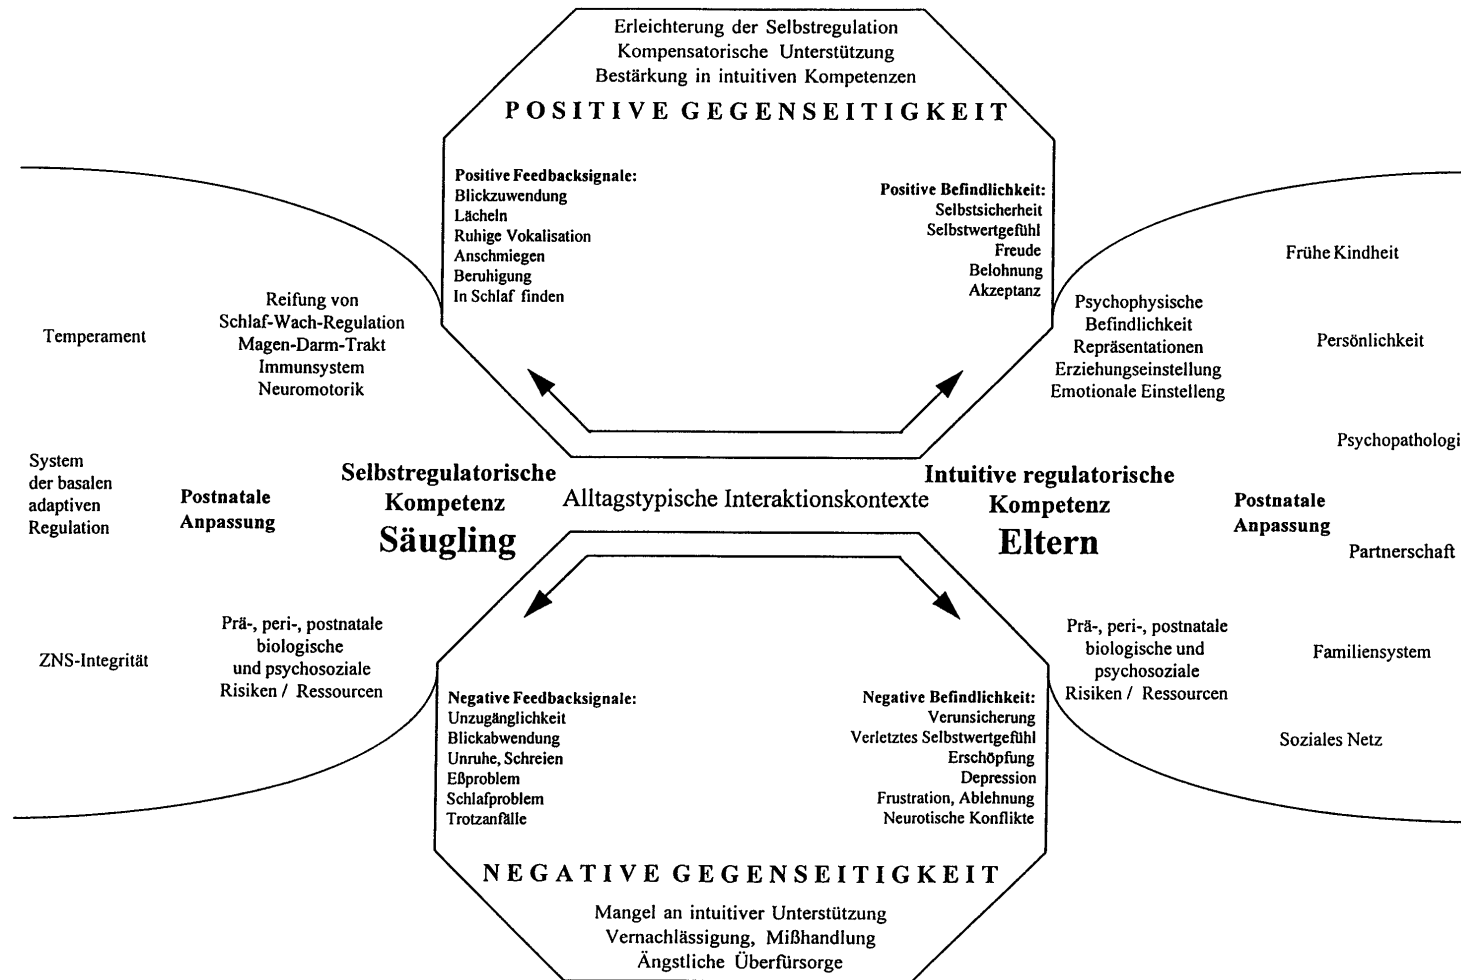 Erleichterung der Selbstregulation
Kompensatorische Unterstützung
Bestärkung in intuitiven Kompetenzen
POSITIVE GEGENSEITIGKEIT
Positive Feedbacksignale:
Blickzuwendung
Lächeln
Ruhige Vokalisation
Anschmiegen
Beruhigung
In Schlaf finden
Positive Befindlichkeit:
Selbstsicherheit
Selbstwertgefühl
Freude
Belohnung
Akzeptanz
Temperament
Reifung von
Schlaf-Wach-Regulation
Magen-Darm-Trakt
Immunsystem
Neuromotorik
Psychophysische
Befindlichkeit
Repräsentationen
Erziehungseinstellung
Emotionale Einstelleng
Frühe Kindheit
Persönlichkeit
Psychopathologi
System
der basalen
adaptiven
Regulation
Postnatale
Anpassung
Selbstregulatorische
Kompetenz
Säugling
Alltagstypische Interaktionskontexte
Intuitive regulatorische
Kompetenz
Eltern
Postnatale
Anpassung
Partnerschaft
ZNS-Integrität
Prä-, peri-, postnatale
biologische
und psychosoziale
Risiken / Ressourcen
Prä-, peri-, postnatale
biologische und
psychosoziale
Risiken / Ressourcen
Familiensystem
Soziales Netz
Negative Feedbacksignale:
Unzugänglichkeit
Blickabwendung
Unruhe, Schreien
Eßproblem
Schlafproblem
Trotzanfälle
Negative Befindlichkeit:
Verunsicherung
Verletztes Selbstwertgefühl
Erschöpfung
Depression
Frustration, Ablehnung
Neurotische Konflikte
NEGATIVE GEGENSEITIGKEIT
Mangel an intuitiver Unterstützung
Vernachlässigung, Mißhandlung
Ängstliche Überfürsorge